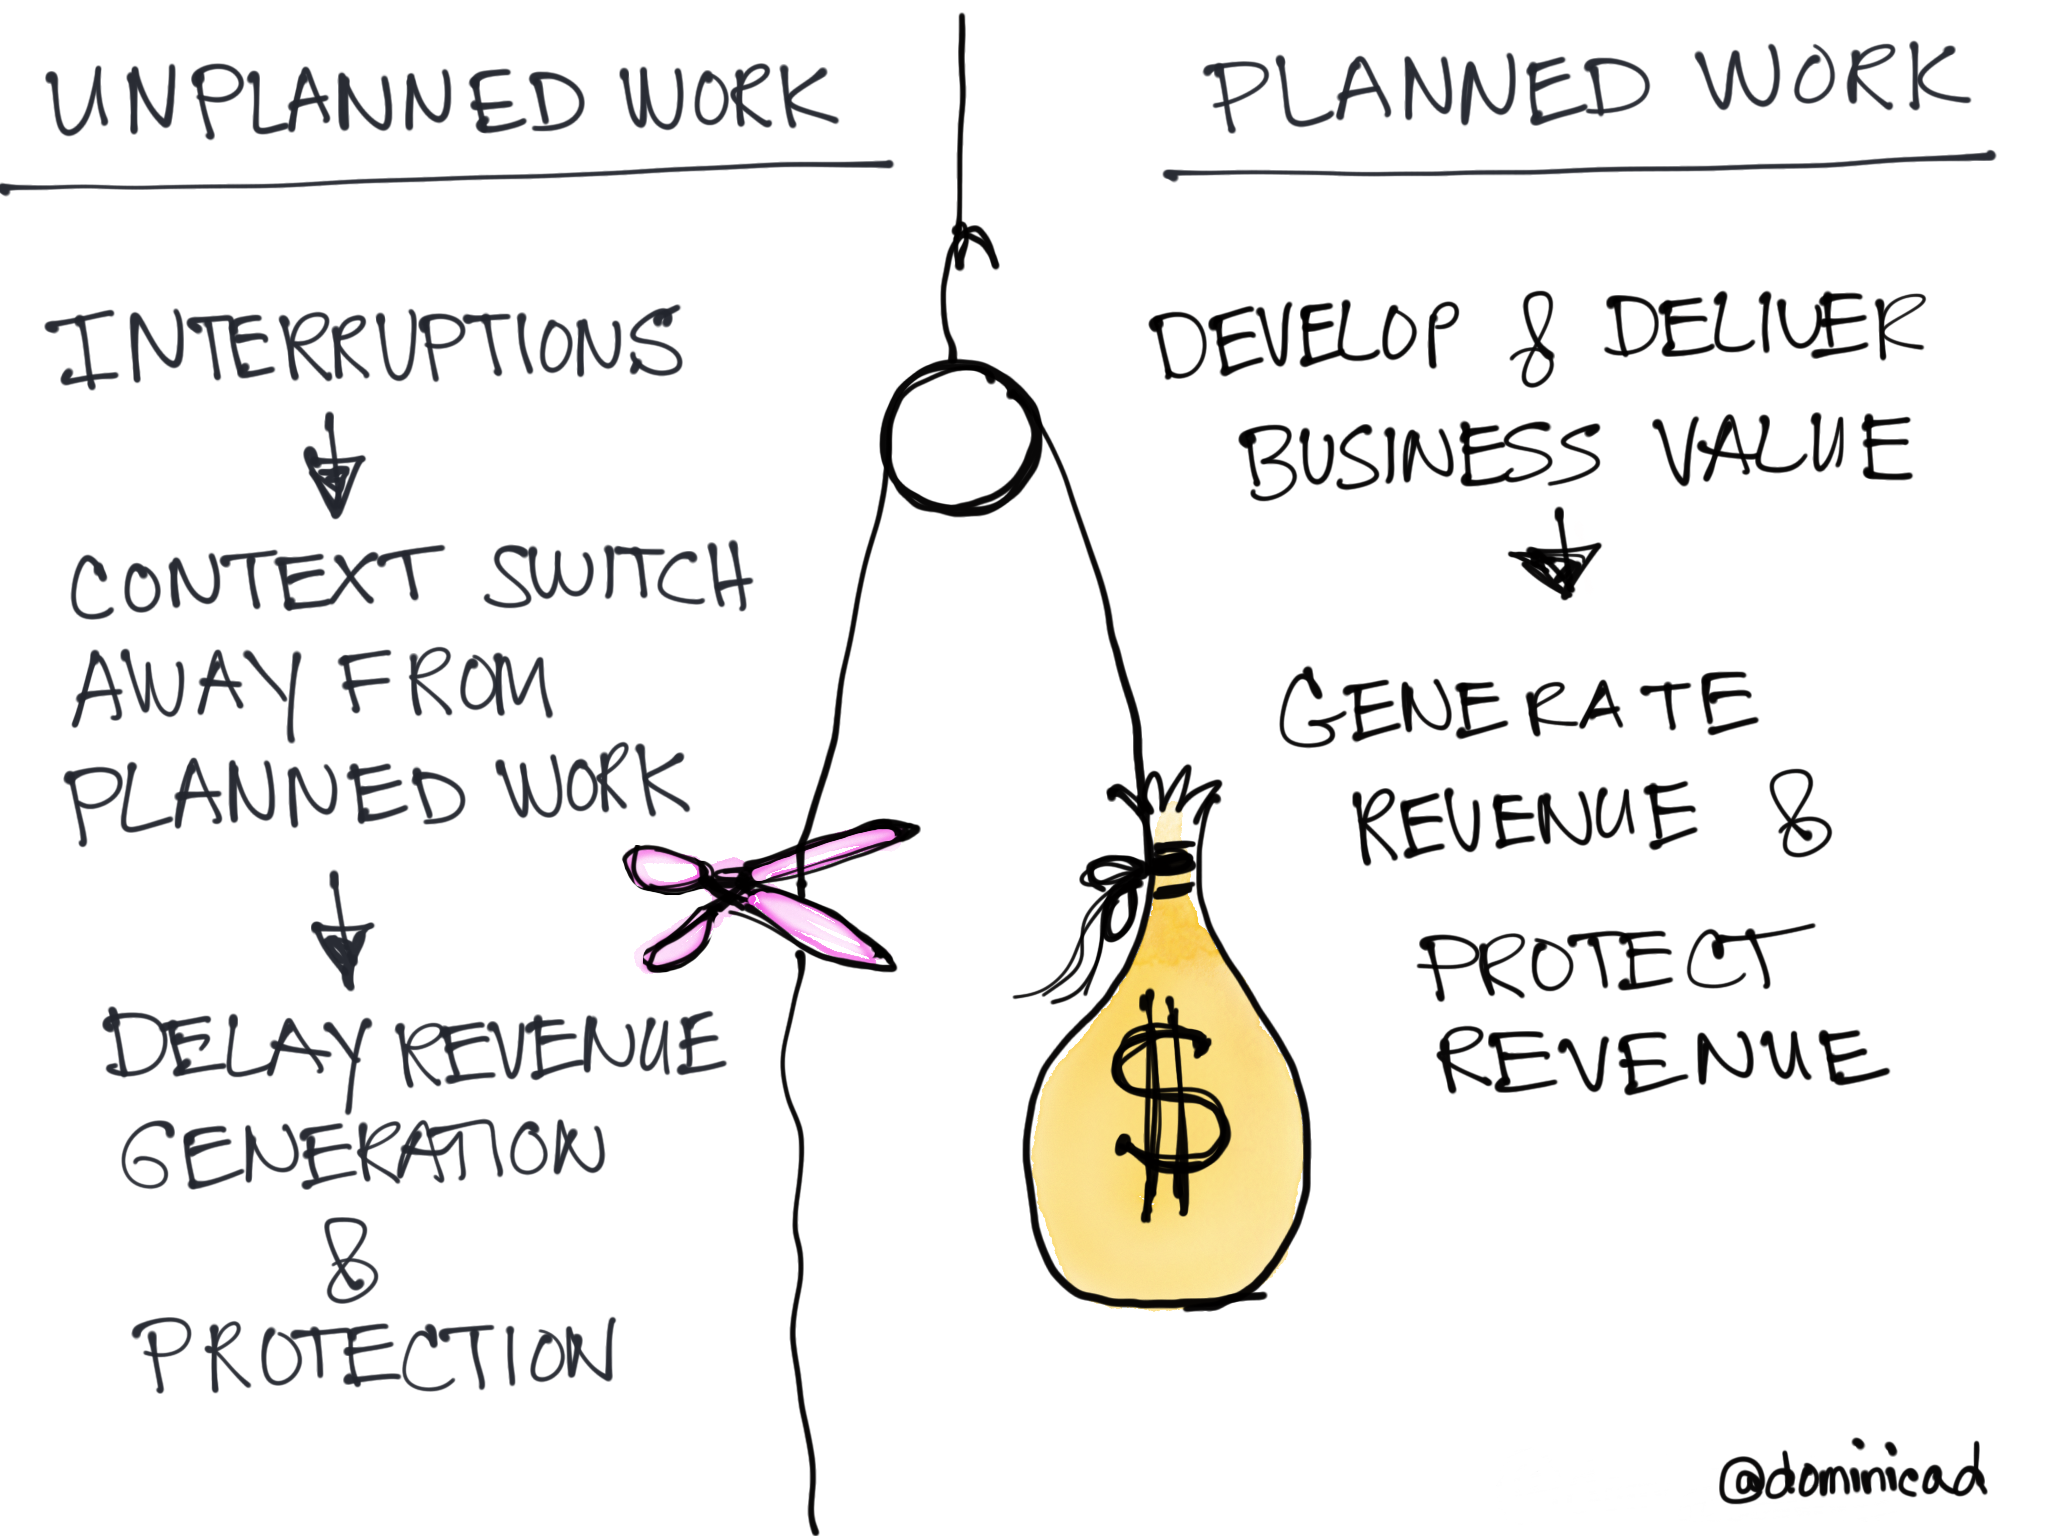 UNPLANNED WORK
INTERRUPTIONS
CONTEXT SWITCH
AWAY FROM
PLANNED WORK
DELAY REVENUE
GENERATION
&
PROTECTION
PLANNED WORK
DEVELOP & DELIVER
BUSINESS VALUE
GENERATE
REVENUE &
PROTECT
REVENUE
$
@dominicad